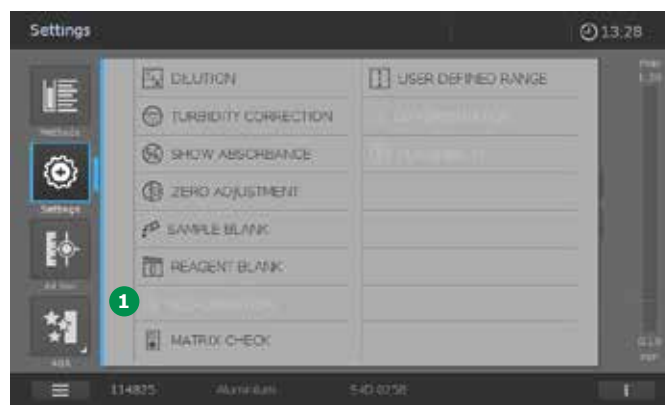 Settings
13:28
DILUTION
USER DEFINED RANGE
TURBIDITY CORRECTION
SHOW ABSORBANCE
ZERO ADJUSTMENT
Settings
SAMPLE BLANK
REAGENT BLANK
1
MATRIX CHECK
AQA
114825 Aluminium